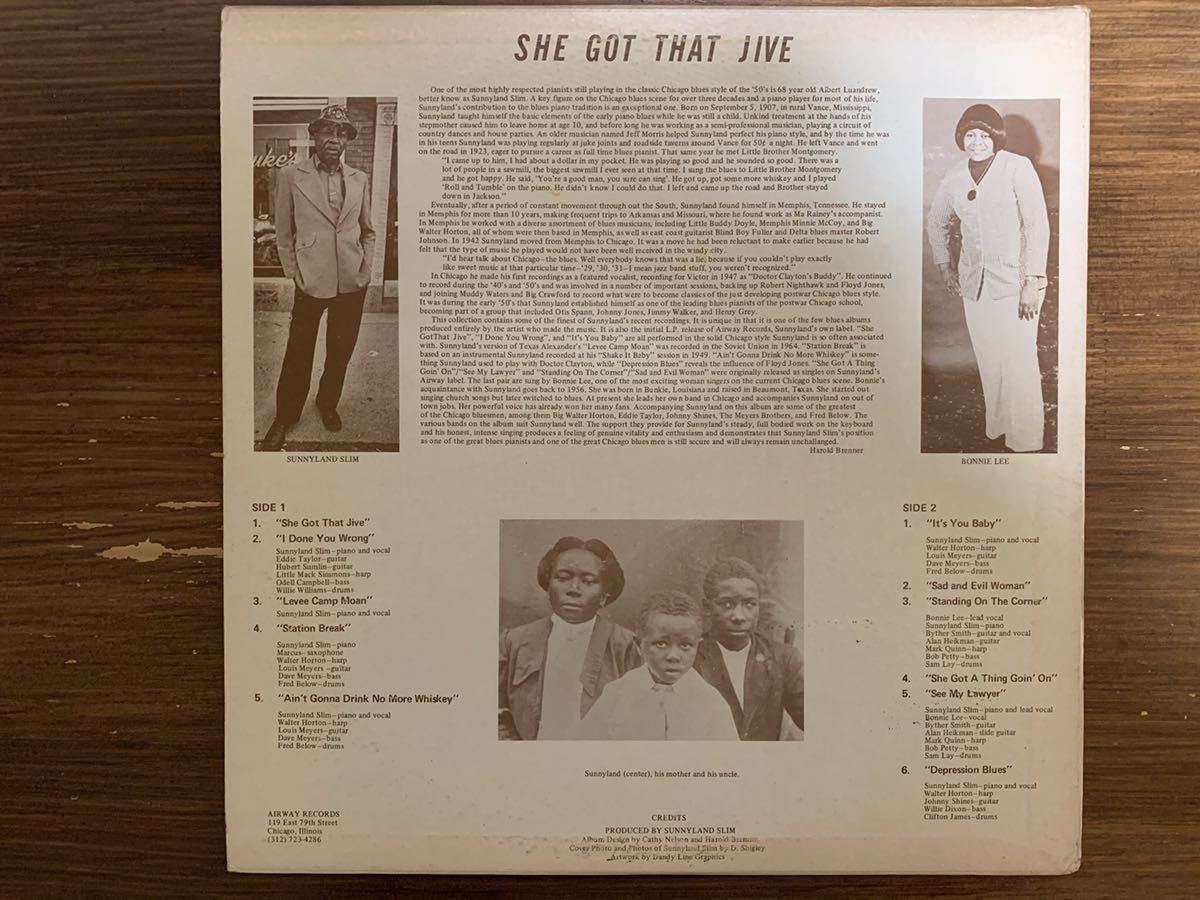 SHE GOT THAT JIVE
One of the most highly respected pianists still playing in the classic Chicago blues style of the '50's is 68 year old Albert Luandrew,
better know as Sunnyland Slim. A key figure on the Chicago blues scene for over three decades and a piano player for most of his life,
Sunnyland's contribution to the blues piano tradition is an exceptional one. Born on September 5, 1907, in rural Vance, Mississippi,
Sunnyland taught himself the basic elements of the early piano blues while he was still a child. Unkind treatment at the hands of his
stepmother caused him to leave home at age 10, and before long he was working as a semi-professional musician, playing a circuit of
country dances and house parties. An older musician named Jeff Morris helped Sunnyland perfect his piano style, and by the time he was
in his teens Sunnyland was playing regularly at juke joints and roadside taverns around Vance for 50¢ a night. He left Vance and went
on the road in 1923, eager to pursue a career as full time blues pianist. That same year he met Little Brother Montgomery.
"I came up to him, I had about a dollar in my pocket. He was playing so good and he sounded so good. There was a
lot of people in a sawmill, the biggest sawmill I ever seen at that time. I sung the blues to Little Brother Montgomery
and he got happy. He said, 'You're a good man, you sure can sing'. He got up, got some more whiskey and I played
'Roll and Tumble' on the piano. He didn't know I could do that. I left and came up the road and Brother stayed
down in Jackson."
Eventually, after a period of constant movement through out the South, Sunnyland found himself in Memphis, Tennessee. He stayed
in Memphis for more than 10 years, making frequent trips to Arkansas and Missouri, where he found work as Ma Rainey's accompanist.
In Memphis he worked with a diverse assortment of blues musicians, including Little Buddy Doyle, Memphis Minnie McCoy, and Big
Walter Horton, all of whom were then based in Memphis, as well as east coast guitarist Blind Boy Fuller and Delta blues master Robert
Johnson. In 1942 Sunnyland moved from Memphis to Chicago. It was a move he had been reluctant to make earlier because he had
felt that the type of music he played would not have been well received in the windy city.
"I'd hear talk about Chicago—the blues. Well everybody knows that was a lie, because if you couldn't play exactly
like sweet music at that particular time—'29, '30, '31—I mean jazz band stuff, you weren't recognized."
In Chicago he made his first recordings as a featured vocalist, recording for Victor in 1947 as "Doctor Clayton's Buddy". He continued
to record during the '40's and '50's and was involved in a number of important sessions, backing up Robert Nighthawk and Floyd Jones,
and joining Muddy Waters and Big Crawford to record what were to become classics of the just developing postwar Chicago blues style.
It was during the early '50's that Sunnyland established himself as one of the leading blues pianists of the postwar Chicago school,
becoming part of a group that included Otis Spann, Johnny Jones, Jimmy Walker, and Henry Grey.
This collection contains some of the finest of Sunnyland's recent recordings. It is unique in that it is one of the few blues albums
produced entirely by the artist who made the music. It is also the initial L.P. release of Airway Records, Sunnyland's own label. "She
GotThat Jive", "I Done You Wrong", and "It's You Baby" are all performed in the solid Chicago style Sunnyland is so often associated
with. Sunnyland's version of Texas Alexander's "Levee Camp Moan" was recorded in the Soviet Union in 1964. "Station Break" is
based on an instrumental Sunnyland recorded at his "Shake It Baby" session in 1949. "Ain't Gonna Drink No More Whiskey" is some-
thing Sunnyland used to play with Clayton, while "Depression Blues" reveals the influence of Floyd Jones. "She Got A Thing
Goin' On"/"See My Lawyer" and "Standing On The Corner"/"Sad and Evil Woman" were originally released as singles on Sunnyland's
Airway label. The last pair are sung by Bonnie Lee, one of the most exciting woman singers on the current Chicago blues scene. Bonnie's
acquaintance with Sunnyland goes back to 1956. She was born in Bunkie, Louisiana and raised in Beaumont, Texas. She started out
singing church songs but later switched to blues. At present she leads her own band in Chicago and accompanies Sunnyland on out of
town jobs. Her powerful voice has already won her many fans. Accompanying Sunnyland on this album are some of the greatest
of the Chicago bluesmen, among them Big Walter Horton, Eddie Taylor, Johnny Shines, The Meyers Brothers, and Fred Below. The
various bands on the album suit Sunnyland well. The support they provide for Sunnyland's steady, full bodied work on the keyboard
and his honest, intense singing produces a feeling of genuine vitality and enthusiasm and demonstrates that Sunnyland Slim's position
as one of the great blues pianists and one of the great Chicago blues men is still secure and will always remain unchallanged.
Harold Brenner
uke's
SUNNYLAND SLIM
BONNIE LEE
SIDE 1
1. "She Got That Jive"
2. "I Done You Wrong"
Sunnyland Slim—piano and vocal
Eddie Taylor—guitar
Hubert Sumlin—guitar
Little Mack Simmons—harp
Odell Campbell—bass
Willie Williams—drums
3. "Levee Camp Moan"
Sunnyland Slim—piano and vocal
4. "Station Break"
Sunnyland Slim—piano
Marcus—saxophone
Walter Horton—harp
Louis Meyers—guitar
Dave Meyers—bass
Fred Below—drums
5. "Ain't Gonna Drink No More Whiskey"
Sunnyland Slim—piano and vocal
Walter Horton—harp
Louis Meyers—guitar
Dave Meyers—bass
Fred Below—drums
AIRWAY RECORDS
119 East 79th Street
Chicago, Illinois
(312) 723-4286
Sunnyland (center), his mother and his uncle.
CREDITS
PRODUCED BY SUNNYLAND SLIM
Album Design by Cathy Nelson and Harold Brenner
Cover Photo and Photos of Sunnyland Slim by D. Shigley
Artwork by Dandy Line Graphics
SIDE 2
1. "It's You Baby"
Sunnyland Slim—piano and vocal
Walter Horton—harp
Louis Meyers—guitar
Dave Meyers—bass
Fred Below—drums
2. "Sad and Evil Woman"
3. "Standing On The Corner"
Bonnie Lee—lead vocal
Sunnyland Slim—piano
Byther Smith—guitar and vocal
Alan Heikman—guitar
Mark Quinn—harp
Bob Petty—bass
Sam Lay—drums
4. "She Got A Thing Goin' On"
5. "See My Lawyer"
Sunnyland Slim—piano and lead vocal
Bonnie Lee—vocal
Byther Smith—guitar
Alan Heikman—slide guitar
Mark Quinn—harp
Bob Petty—bass
Sam Lay—drums
6. "Depression Blues"
Sunnyland Slim—piano and vocal
Walter Horton—harp
Johnny Shines—guitar
Willie Dixon—bass
Clifton James—drums